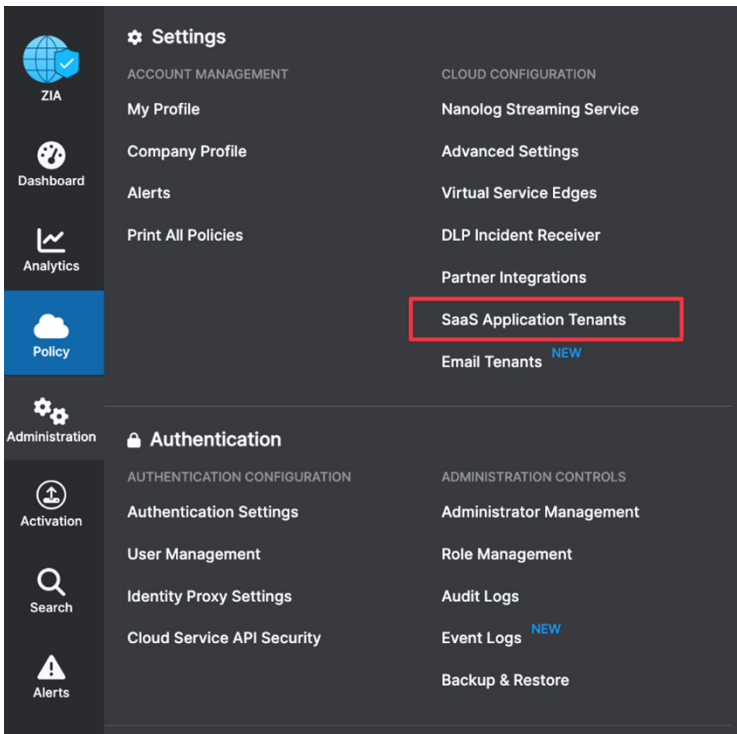 ZIA
Dashboard
Analytics
Policy
Administration
Activation
Search
Alerts
Settings
ACCOUNT MANAGEMENT
My Profile
Company Profile
Alerts
Print All Policies
CLOUD CONFIGURATION
Nanolog Streaming Service
Advanced Settings
Virtual Service Edges
DLP Incident Receiver
Partner Integrations
SaaS Application Tenants
Email Tenants NEW
Authentication
AUTHENTICATION CONFIGURATION
Authentication Settings
User Management
Identity Proxy Settings
Cloud Service API Security
ADMINISTRATION CONTROLS
Administrator Management
Role Management
Audit Logs
Event Logs NEW
Backup & Restore